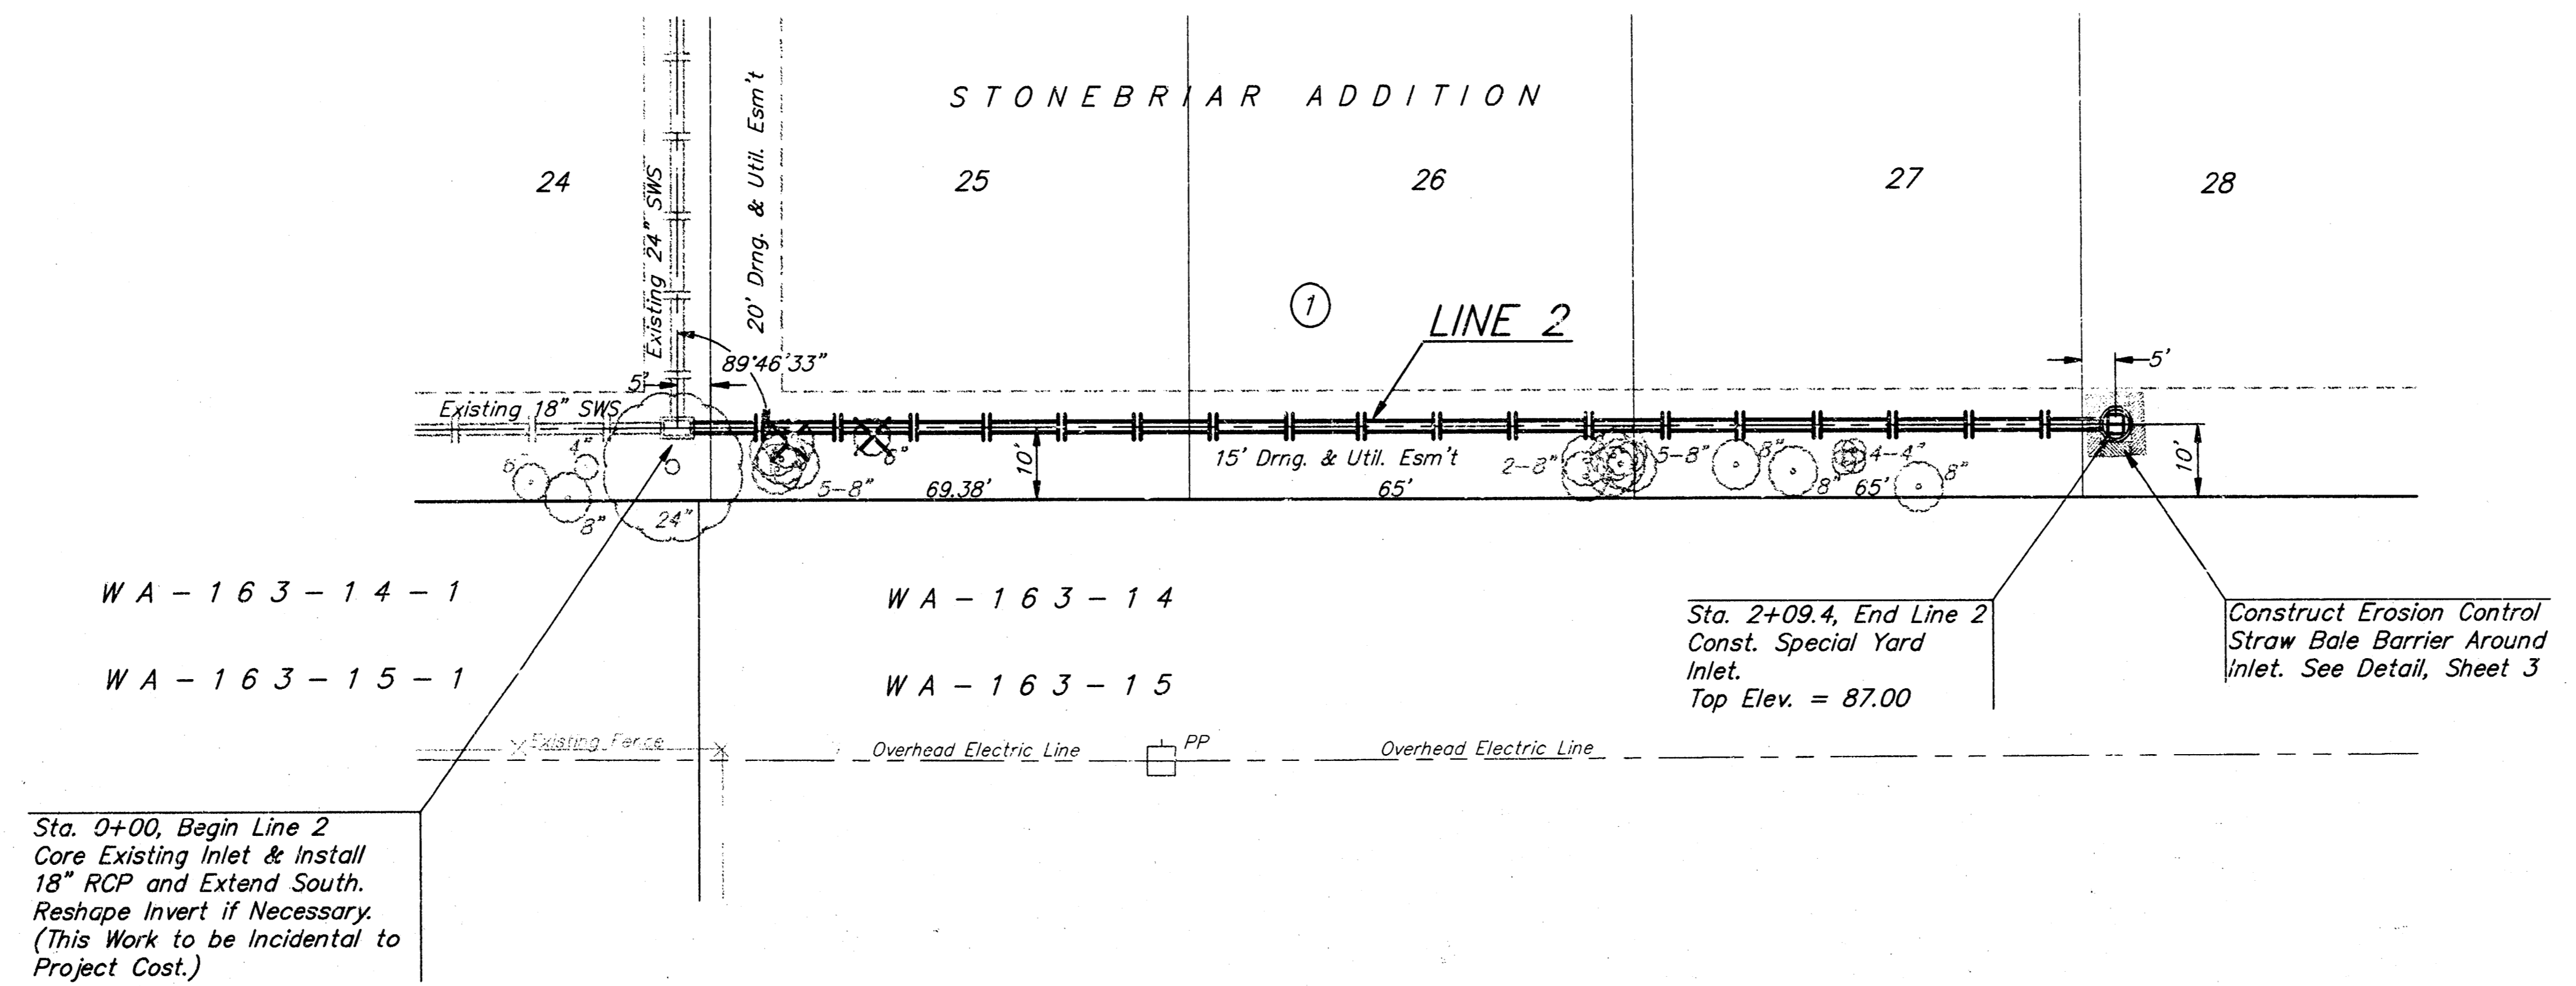 STONEBRIAR ADDITION
24
25
26
27
28
Existing 24" SWS
20' Drng. & Util. Esm't
1
LINE 2
89°46'33"
5'
5'
Existing 18" SWS
6"
4"
8"
24"
5-8"
6"
69.38'
10'
15' Drng. & Util. Esm't
65'
2-8"
5-8"
8"
8"
4-4"
65'
8"
10'
WA-163-14-1
WA-163-14
WA-163-15-1
WA-163-15
Sta. 2+09.4, End Line 2
Const. Special Yard
Inlet.
Top Elev. = 87.00
Construct Erosion Control
Straw Bale Barrier Around
Inlet. See Detail, Sheet 3
Existing Fence
Overhead Electric Line
PP
Overhead Electric Line
Sta. 0+00, Begin Line 2
Core Existing Inlet & Install
18" RCP and Extend South.
Reshape Invert if Necessary.
(This Work to be Incidental to
Project Cost.)